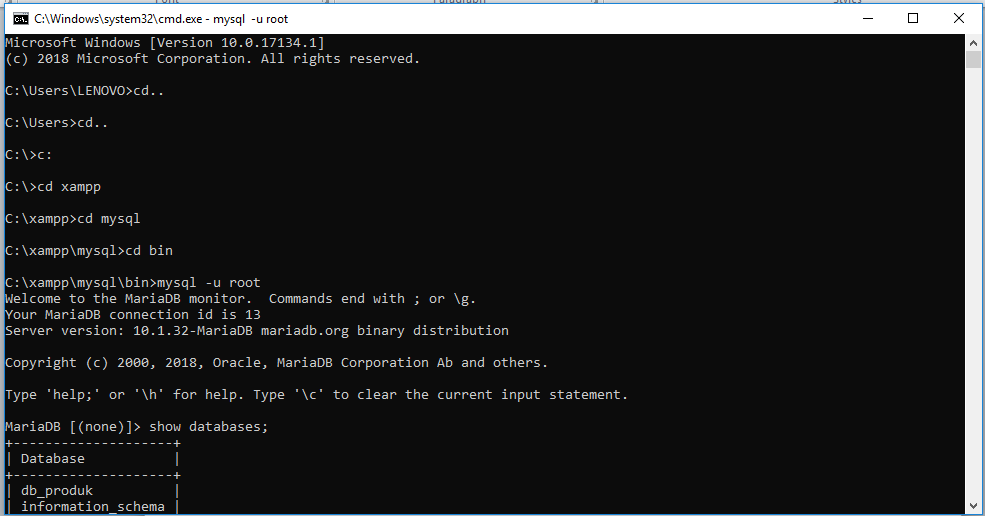 Font
Paragraph
Styles
C:\Windows\system32\cmd.exe - mysql  -u root
Microsoft Windows [Version 10.0.17134.1]
(c) 2018 Microsoft Corporation. All rights reserved.
C:\Users\LENOVO>cd..
C:\Users>cd..
C:\>c:
C:\>cd xampp
C:\xampp>cd mysql
C:\xampp\mysql>cd bin
C:\xampp\mysql\bin>mysql -u root
Welcome to the MariaDB monitor.  Commands end with ; or \g.
Your MariaDB connection id is 13
Server version: 10.1.32-MariaDB mariadb.org binary distribution
Copyright (c) 2000, 2018, Oracle, MariaDB Corporation Ab and others.
Type 'help;' or '\h' for help. Type '\c' to clear the current input statement.
MariaDB [(none)]> show databases;
+--------------------+
| Database           |
+--------------------+
| db_produk          |
| information_schema |